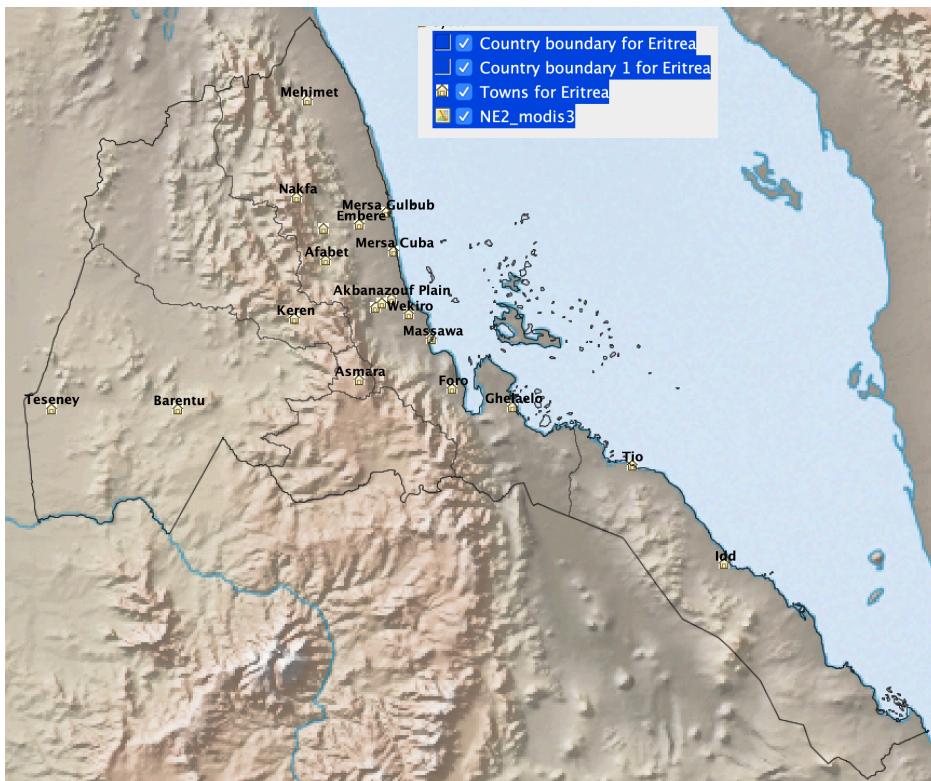 Country boundary for Eritrea
Country boundary 1 for Eritrea
Towns for Eritrea
NE2_modis3
Mehimet
Nakfa
Mersa Gulbub
Embere
Mersa Cuba
Afabet
Akbanazouf Plain
Keren
Wekiro
Massawa
Asmara
Foro
Ghelaelo
Teseney
Barentu
Tio
Idd